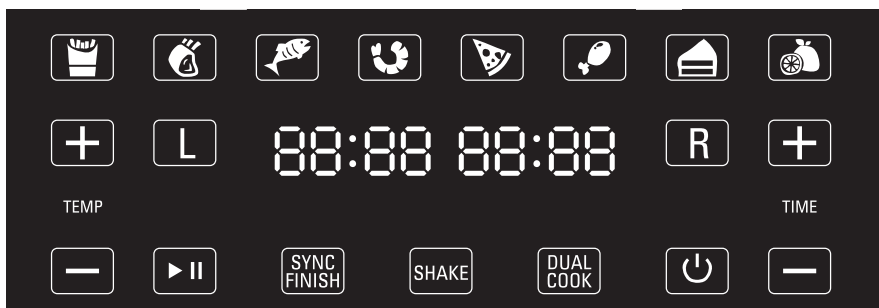 L 88:88 88:88 R
TEMP TIME
SYNC
FINISH
SHAKE
DUAL
COOK